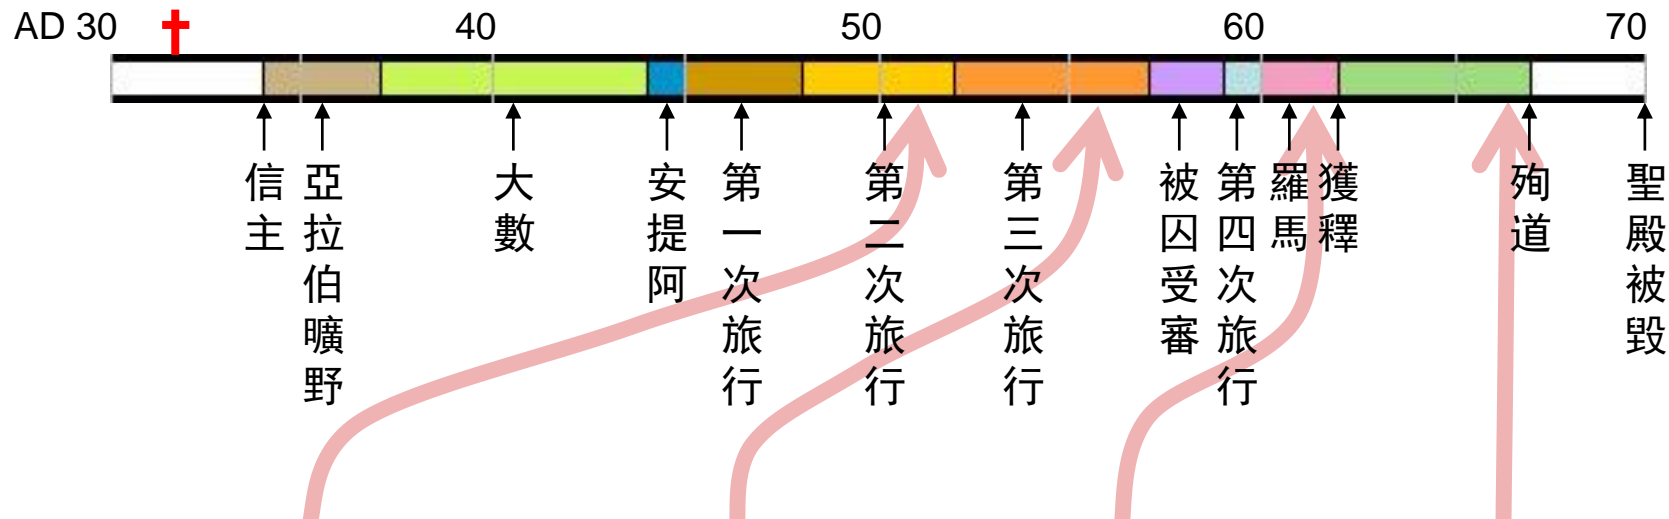 AD 30 40 50 60 70
信主
亞拉伯曠野
大數
安提阿
第一次旅行
第二次旅行
第三次旅行
被囚受審
第四次旅行
羅馬
獲釋
殉道
聖殿被毀